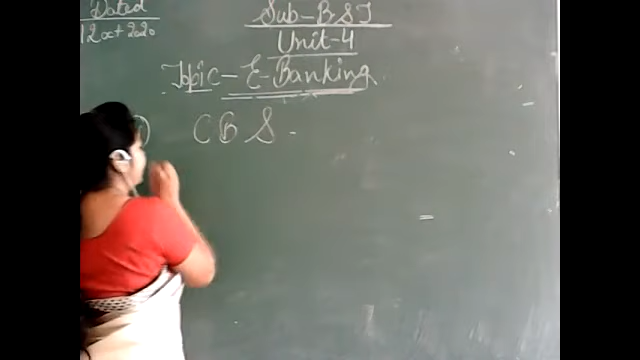 Dated
12 Oct 2020
Sub-BST
Unit-4
Topic-E-Banking
CBS-